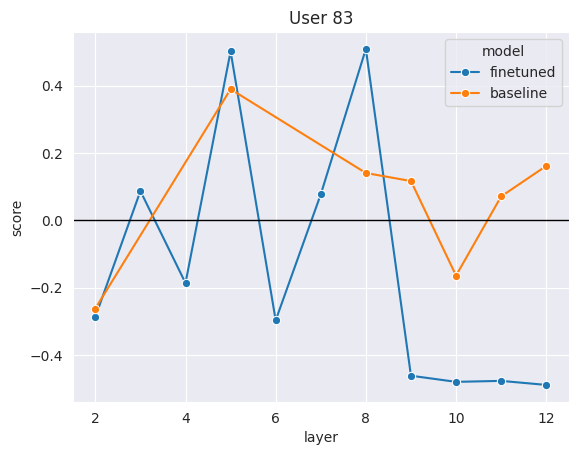 User 83
model
finetuned
baseline
score
0.4
0.2
0.0
−0.2
−0.4
2 4 6 8 10 12
layer